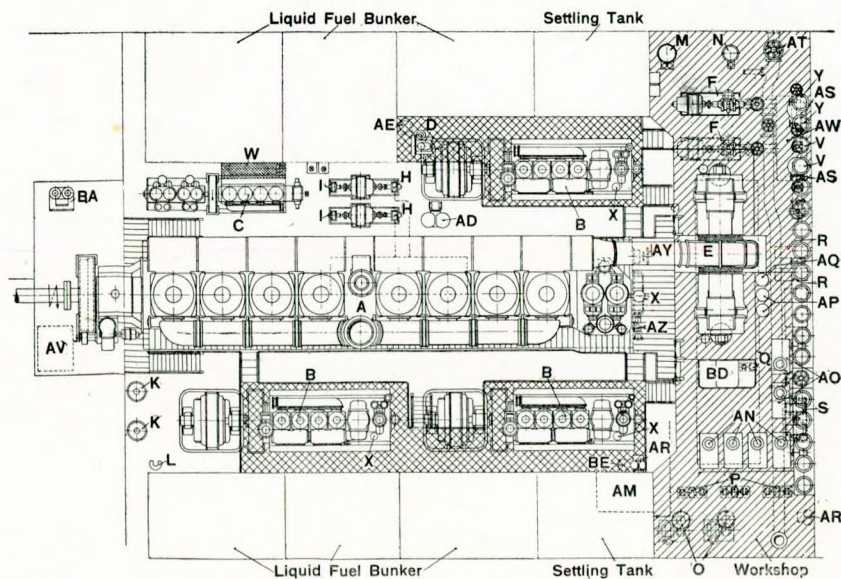 Liquid Fuel Bunker Settling Tank
M N AT
Y
F AS
Y
AE D AW
F V
W V
AS
I H
BA X
I H
C AD B
AY E R
AQ
A X R
AP
AZ
AV
Q
BD AO
K B B S
K AN
X X
AR
L BE
P
AM
AR
Liquid Fuel Bunker Settling Tank O Workshop